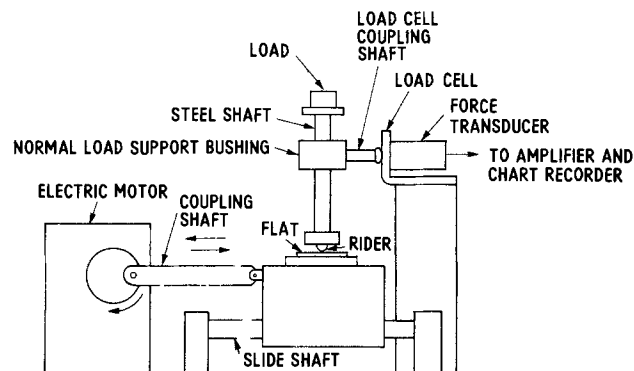 LOAD
LOAD CELL
COUPLING
SHAFT
LOAD CELL
STEEL SHAFT
FORCE
TRANSDUCER
NORMAL LOAD SUPPORT BUSHING
TO AMPLIFIER AND
CHART RECORDER
ELECTRIC MOTOR
COUPLING
SHAFT
FLAT
RIDER
SLIDE SHAFT